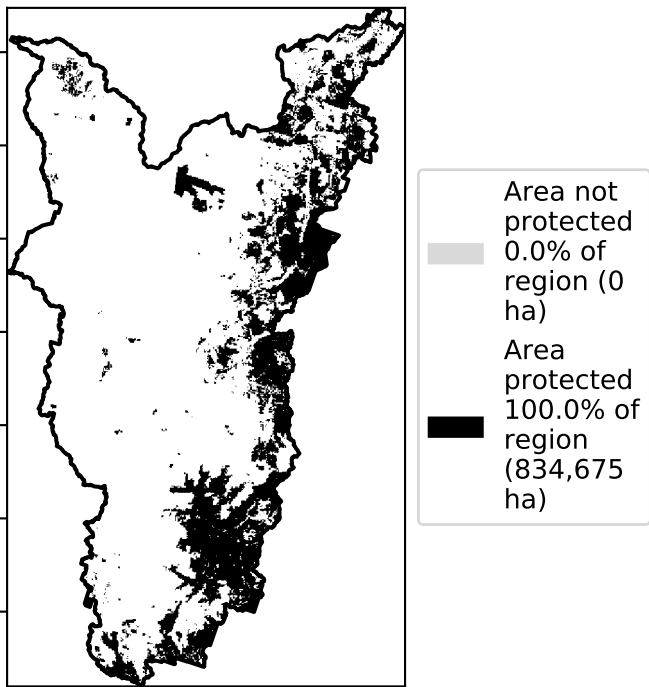 Area not
protected
0.0% of
region (0
ha)
Area
protected
100.0% of
region
(834,675
ha)